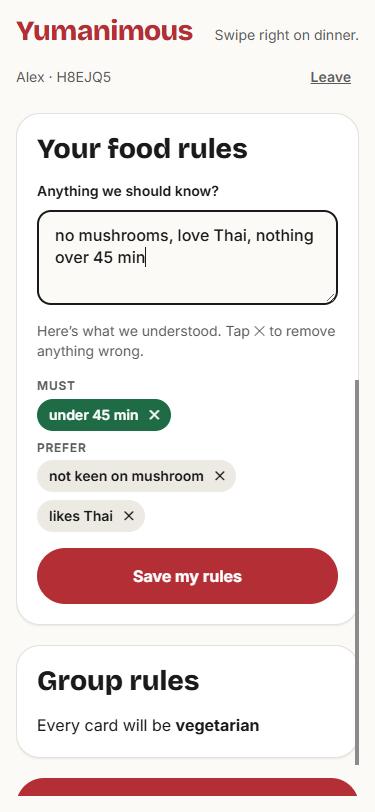 Yumanimous
Swipe right on dinner.
Alex · H8EJQ5
Leave
Your food rules
Anything we should know?
no mushrooms, love Thai, nothing
over 45 min
Here’s what we understood. Tap ✕ to remove
anything wrong.
MUST
under 45 min ✕
PREFER
not keen on mushroom ✕
likes Thai ✕
Save my rules
Group rules
Every card will be vegetarian